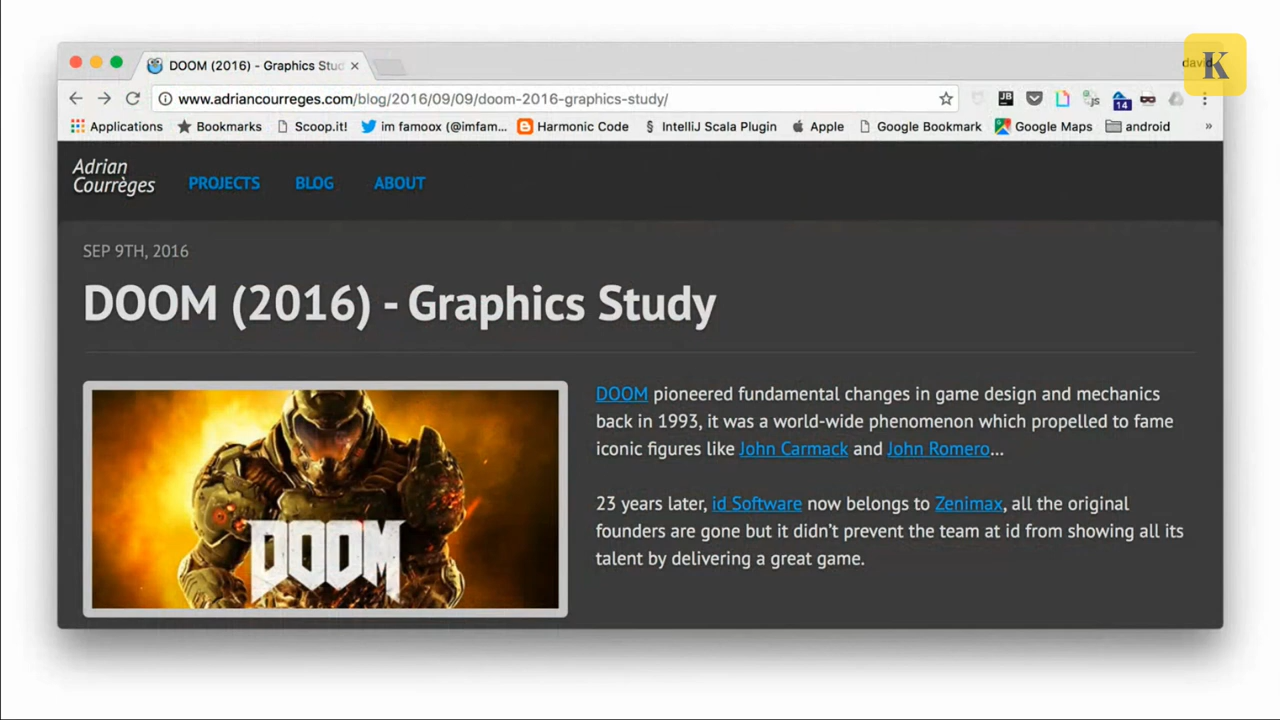 DOOM (2016) - Graphics Stud
david
K
www.adriancourreges.com/blog/2016/09/09/doom-2016-graphics-study/
JB
js
14
Applications
Bookmarks
Scoop.it!
im famoox (@imfam...
Harmonic Code
IntelliJ Scala Plugin
Apple
Google Bookmark
Google Maps
android
»
Adrian
Courrèges
PROJECTS
BLOG
ABOUT
SEP 9TH, 2016
DOOM (2016) - Graphics Study
DOOM pioneered fundamental changes in game design and mechanics
back in 1993, it was a world-wide phenomenon which propelled to fame
iconic figures like John Carmack and John Romero...
23 years later, id Software now belongs to Zenimax, all the original
founders are gone but it didn't prevent the team at id from showing all its
talent by delivering a great game.
DOOM